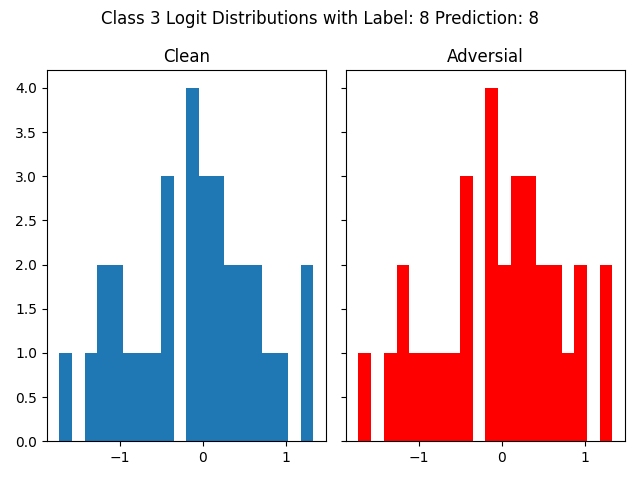 Class 3 Logit Distributions with Label: 8 Prediction: 8
Clean
Adversial
4.0
3.5
3.0
2.5
2.0
1.5
1.0
0.5
0.0
−1 0 1
−1 0 1